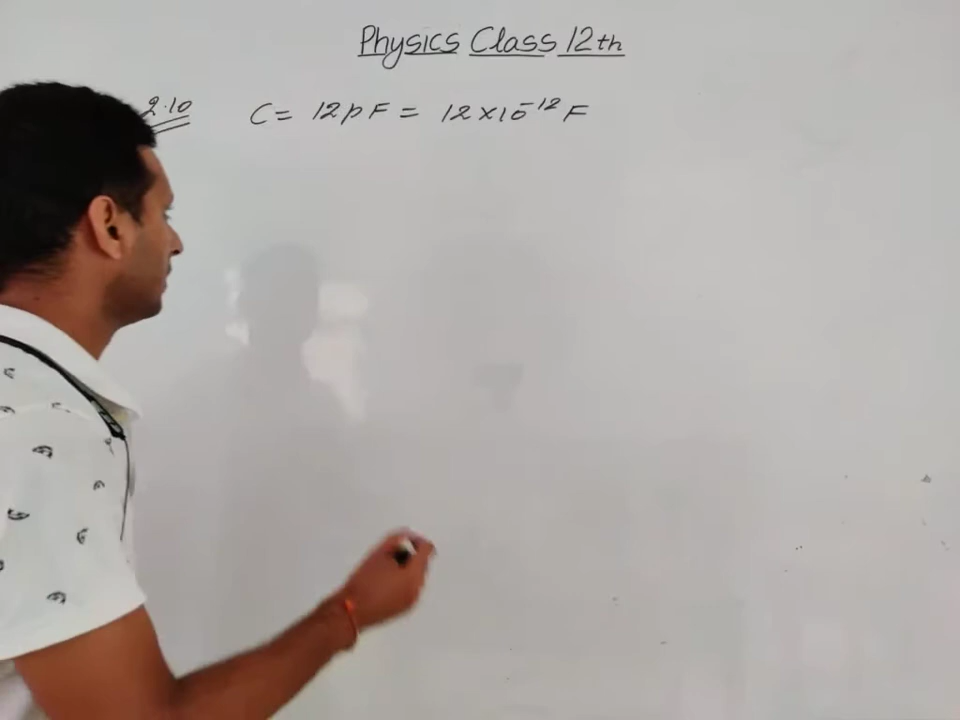 Physics Class 12th
2.10 C = 12pF = 12×10⁻¹² F